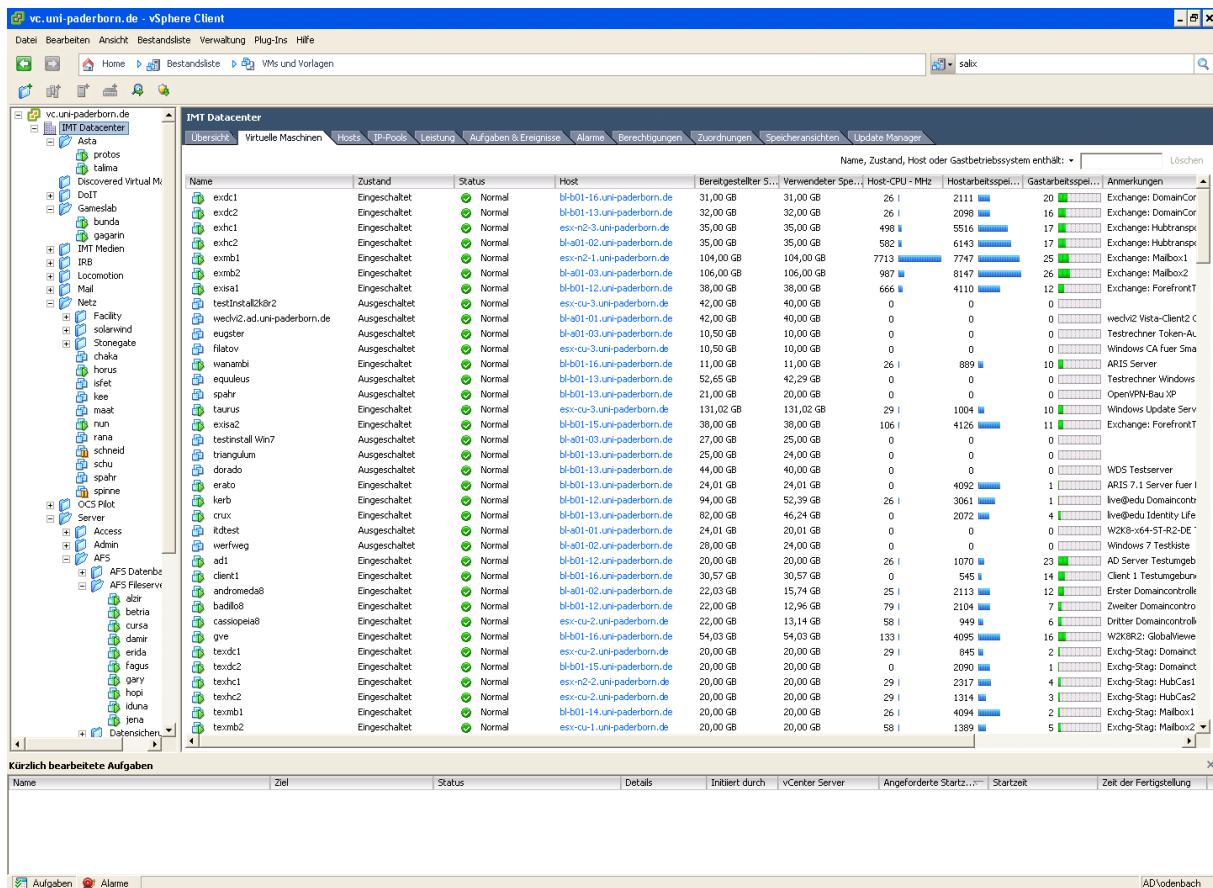 vc.uni-paderborn.de - vSphere Client
Datei Bearbeiten Ansicht Bestandsliste Verwaltung Plug-Ins Hilfe
Home Bestandsliste VMs und Vorlagen salix
vc.uni-paderborn.de
IMT Datacenter
Asta
protos
talima
Discovered Virtual Ma
DoIT
Gameslab
bunda
gagarin
IMT Medien
IRB
Locomotion
Mail
Netz
Facility
solarwind
Stonegate
chaka
horus
isfet
kee
maat
nun
rana
schneid
schu
spahr
spinne
OCS Pilot
Server
Access
Admin
AFS
AFS Datenba
AFS Fileserve
alzir
betria
cursa
damir
erida
fagus
gary
hopi
iduna
jena
Datensicheru
IMT Datacenter
Übersicht Virtuelle Maschinen Hosts IP-Pools Leistung Aufgaben & Ereignisse Alarme Berechtigungen Zuordnungen Speicheransichten Update Manager
Name, Zustand, Host oder Gastbetriebssystem enthält: Löschen
Name Zustand Status Host Bereitgestellter S... Verwendeter Spe... Host-CPU - MHz Hostarbeitsspei... Gastarbeitsspei... Anmerkungen
exdc1 Eingeschaltet Normal bl-b01-16.uni-paderborn.de 31,00 GB 31,00 GB 26 2111 20 Exchange: DomainCor
exdc2 Eingeschaltet Normal bl-b01-13.uni-paderborn.de 32,00 GB 32,00 GB 26 2098 16 Exchange: DomainCor
exhc1 Eingeschaltet Normal esx-n2-3.uni-paderborn.de 35,00 GB 35,00 GB 498 5516 17 Exchange: Hubtranspo
exhc2 Eingeschaltet Normal bl-a01-02.uni-paderborn.de 35,00 GB 35,00 GB 582 6143 17 Exchange: Hubtranspo
exmb1 Eingeschaltet Normal esx-n2-1.uni-paderborn.de 104,00 GB 104,00 GB 7713 7747 25 Exchange: Mailbox1
exmb2 Eingeschaltet Normal bl-a01-03.uni-paderborn.de 106,00 GB 106,00 GB 987 8147 26 Exchange: Mailbox2
exisa1 Eingeschaltet Normal bl-b01-12.uni-paderborn.de 38,00 GB 38,00 GB 666 4110 12 Exchange: ForefrontT
testInstall2k8r2 Ausgeschaltet Normal esx-cu-3.uni-paderborn.de 42,00 GB 40,00 GB 0 0 0
weclvi2.ad.uni-paderborn.de Ausgeschaltet Normal bl-a01-01.uni-paderborn.de 42,00 GB 40,00 GB 0 0 0 weclvi2 Vista-Client2 C
eugster Ausgeschaltet Normal bl-a01-03.uni-paderborn.de 10,50 GB 10,00 GB 0 0 0 Testrechner Token-Au
filatov Ausgeschaltet Normal esx-cu-3.uni-paderborn.de 10,50 GB 10,00 GB 0 0 0 Windows CA fuer Sma
wanambi Eingeschaltet Normal bl-b01-16.uni-paderborn.de 11,00 GB 11,00 GB 26 889 10 ARIS Server
equuleus Ausgeschaltet Normal bl-b01-13.uni-paderborn.de 52,65 GB 42,29 GB 0 0 0 Testrechner Windows
spahr Ausgeschaltet Normal bl-b01-13.uni-paderborn.de 21,00 GB 20,00 GB 0 0 0 OpenVPN-Bau XP
taurus Eingeschaltet Normal esx-cu-3.uni-paderborn.de 131,02 GB 131,02 GB 29 1004 10 Windows Update Serv
exisa2 Eingeschaltet Normal bl-b01-15.uni-paderborn.de 38,00 GB 38,00 GB 106 4126 11 Exchange: ForefrontT
testinstall Win7 Ausgeschaltet Normal bl-a01-03.uni-paderborn.de 27,00 GB 25,00 GB 0 0 0
triangulum Ausgeschaltet Normal bl-b01-13.uni-paderborn.de 25,00 GB 24,00 GB 0 0 0
dorado Ausgeschaltet Normal bl-b01-13.uni-paderborn.de 44,00 GB 40,00 GB 0 0 0 WDS Testserver
erato Eingeschaltet Normal bl-b01-13.uni-paderborn.de 24,01 GB 24,01 GB 0 4092 1 ARIS 7.1 Server fuer
kerb Eingeschaltet Normal bl-b01-12.uni-paderborn.de 94,00 GB 52,39 GB 26 3061 1 live@edu Domaincontr
crux Eingeschaltet Normal bl-b01-13.uni-paderborn.de 82,00 GB 46,24 GB 0 2072 4 live@edu Identity Life
itdtest Ausgeschaltet Normal bl-a01-01.uni-paderborn.de 24,01 GB 20,01 GB 0 0 0 W2K8-x64-ST-R2-DE
werfweg Ausgeschaltet Normal bl-a01-02.uni-paderborn.de 28,00 GB 24,00 GB 0 0 0 Windows 7 Testkiste
ad1 Eingeschaltet Normal bl-b01-12.uni-paderborn.de 20,00 GB 20,00 GB 26 1070 23 AD Server Testumgeb
client1 Eingeschaltet Normal bl-b01-16.uni-paderborn.de 30,57 GB 30,57 GB 0 545 14 Client 1 Testumgebun
andromeda8 Eingeschaltet Normal bl-a01-02.uni-paderborn.de 22,03 GB 15,74 GB 25 2113 12 Erster Domaincontrolle
badillo8 Eingeschaltet Normal bl-b01-12.uni-paderborn.de 22,00 GB 12,96 GB 79 2104 7 Zweiter Domaincontro
cassiopeia8 Eingeschaltet Normal esx-cu-2.uni-paderborn.de 22,00 GB 13,14 GB 58 949 6 Dritter Domaincontroll
gve Eingeschaltet Normal bl-b01-16.uni-paderborn.de 54,03 GB 54,03 GB 133 4095 16 W2K8R2: GlobalViewe
texdc1 Eingeschaltet Normal esx-cu-2.uni-paderborn.de 20,00 GB 20,00 GB 29 845 2 Exchg-Stag: Domainct
texdc2 Eingeschaltet Normal bl-b01-15.uni-paderborn.de 20,00 GB 20,00 GB 0 2090 1 Exchg-Stag: Domainct
texhc1 Eingeschaltet Normal esx-n2-2.uni-paderborn.de 20,00 GB 20,00 GB 29 2317 4 Exchg-Stag: HubCas1
texhc2 Eingeschaltet Normal esx-cu-2.uni-paderborn.de 20,00 GB 20,00 GB 29 1314 3 Exchg-Stag: HubCas2
texmb1 Eingeschaltet Normal bl-b01-14.uni-paderborn.de 20,00 GB 20,00 GB 26 4094 2 Exchg-Stag: Mailbox1
texmb2 Eingeschaltet Normal esx-cu-1.uni-paderborn.de 20,00 GB 20,00 GB 58 1389 5 Exchg-Stag: Mailbox2
Kürzlich bearbeitete Aufgaben
Name Ziel Status Details Initiiert durch vCenter Server Angeforderte Startz... Startzeit Zeit der Fertigstellung
Aufgaben Alarme AD\odenbach